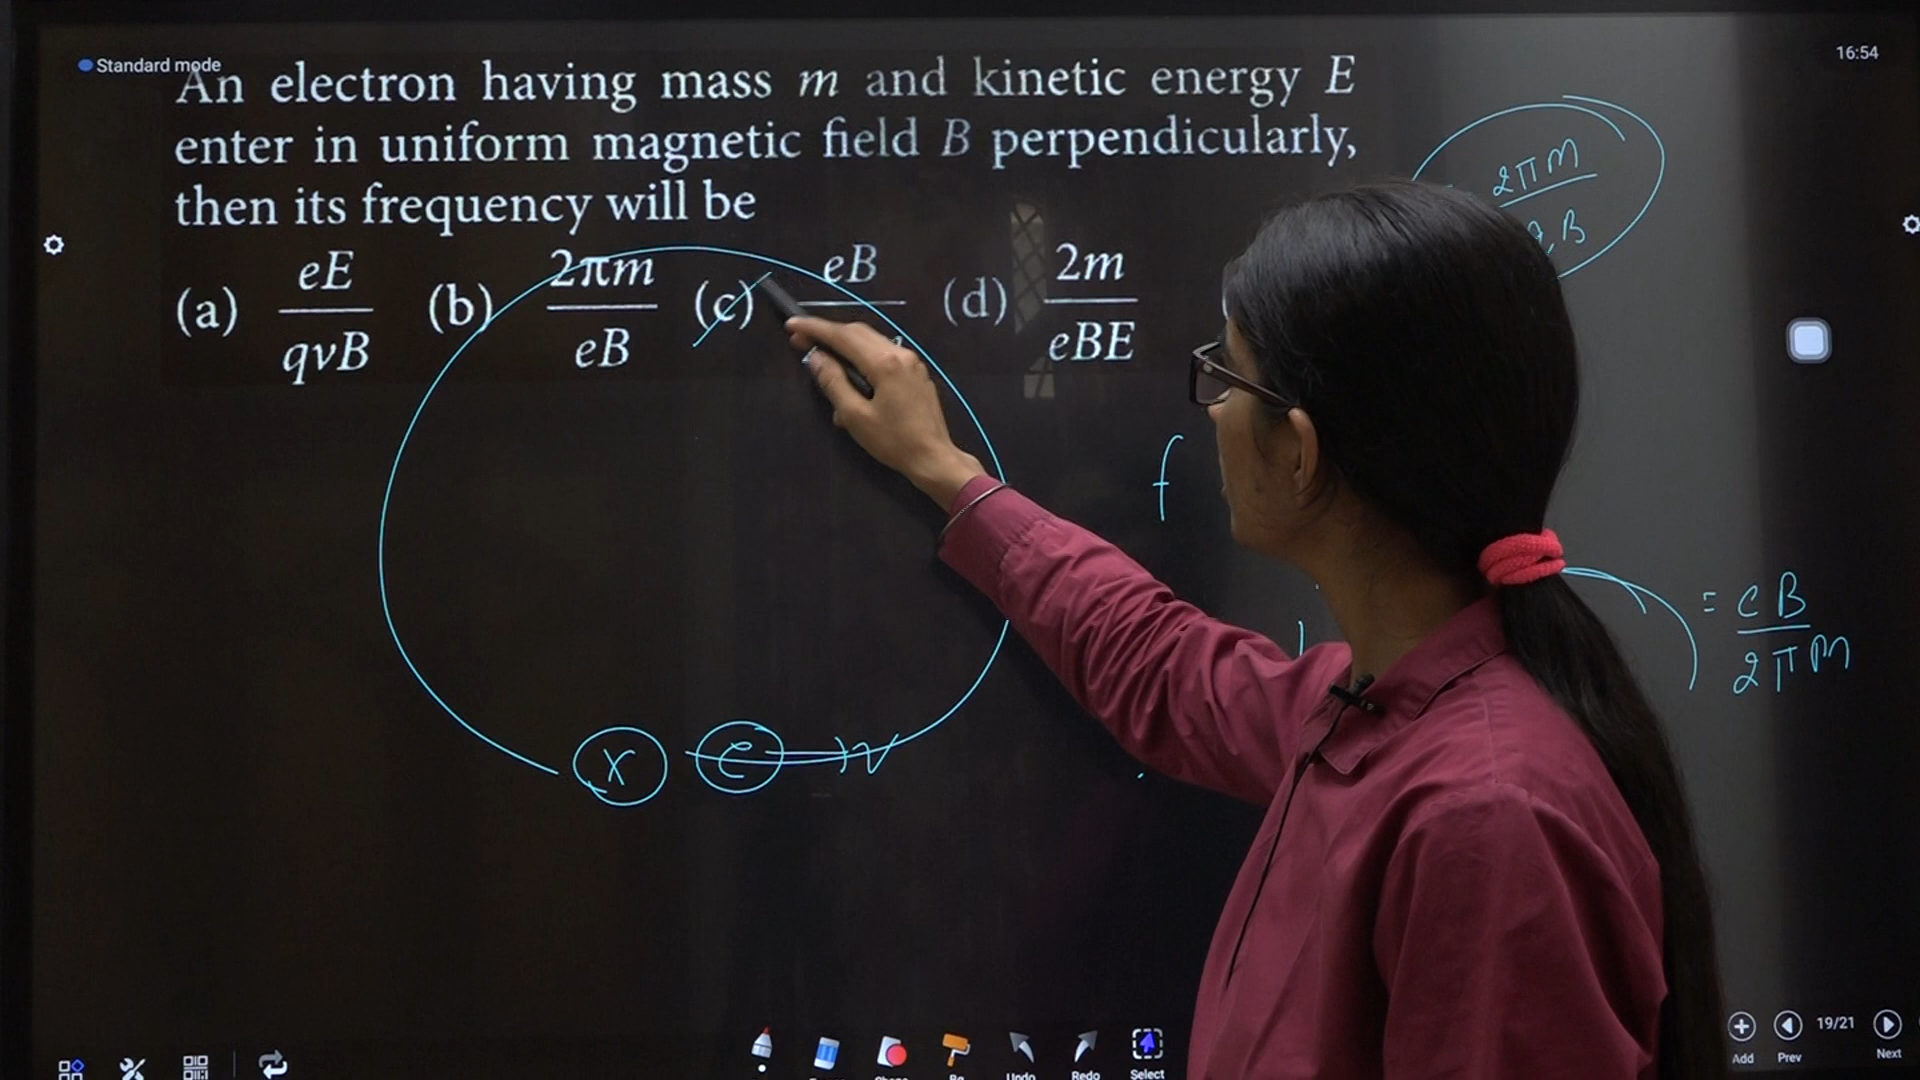 Standard mode
16:54
An electron having mass m and kinetic energy E
enter in uniform magnetic field B perpendicularly,
then its frequency will be
(a) eE/qvB (b) 2πm/eB (c) eB (d) 2m/eBE
2πm
B
f
= eB/2πm
x e v
Add Prev 19/21 Next
Undo Redo Select